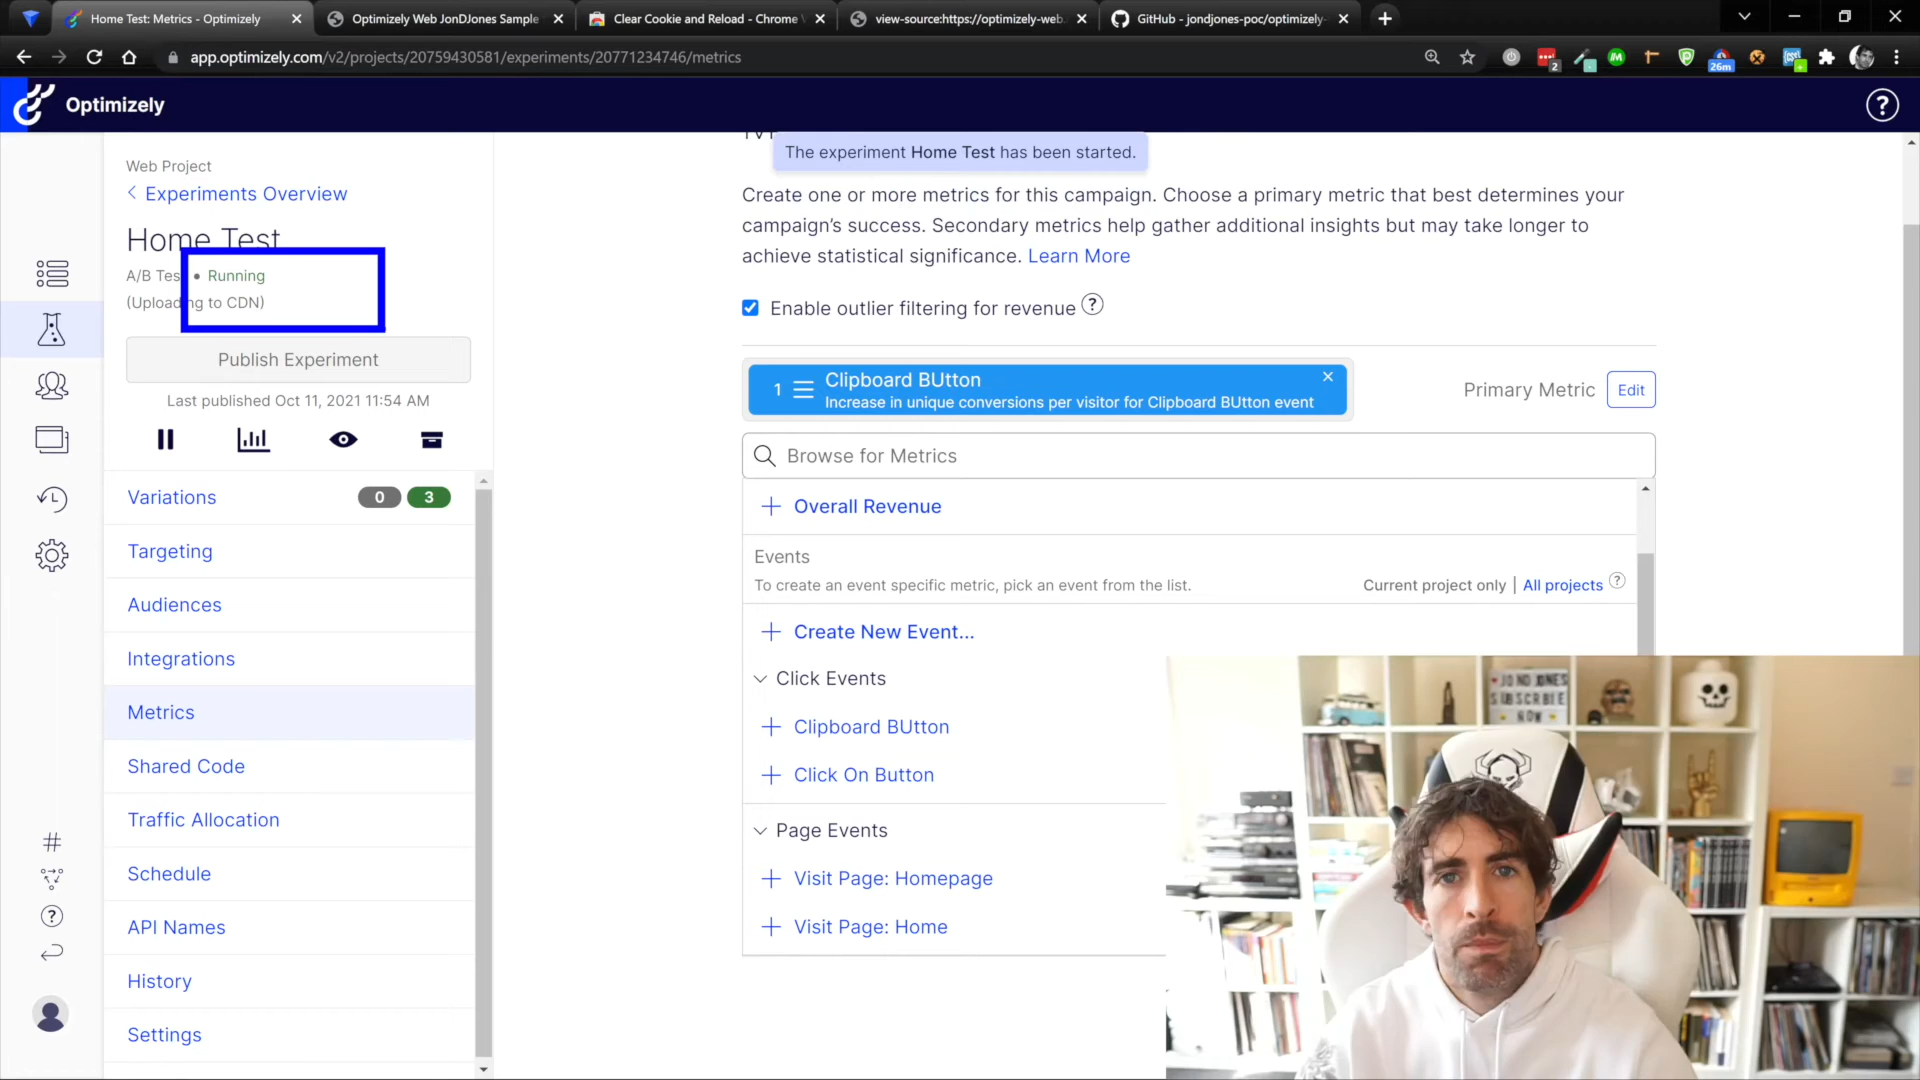 Home Test: Metrics - Optimizely
Optimizely Web JonDJones Sample
Clear Cookie and Reload - Chrome
view-source:https://optimizely-web.
GitHub - jondjones-poc/optimizely-
app.optimizely.com/v2/projects/20759430581/experiments/20771234746/metrics
2
26m
Optimizely
Web Project
Experiments Overview
Home Test
A/B Tes • Running
(Uploading to CDN)
Publish Experiment
Last published Oct 11, 2021 11:54 AM
Variations 0 3
Targeting
Audiences
Integrations
Metrics
Shared Code
Traffic Allocation
Schedule
API Names
History
Settings
The experiment Home Test has been started.
Create one or more metrics for this campaign. Choose a primary metric that best determines your
campaign's success. Secondary metrics help gather additional insights but may take longer to
achieve statistical significance. Learn More
Enable outlier filtering for revenue ?
1 Clipboard BUtton
Increase in unique conversions per visitor for Clipboard BUtton event
Primary Metric Edit
Browse for Metrics
Overall Revenue
Events
To create an event specific metric, pick an event from the list.
Current project only | All projects ?
Create New Event...
Click Events
Clipboard BUtton
Click On Button
Page Events
Visit Page: Homepage
Visit Page: Home
JOND JONES
SUBSCRBIE
NOW